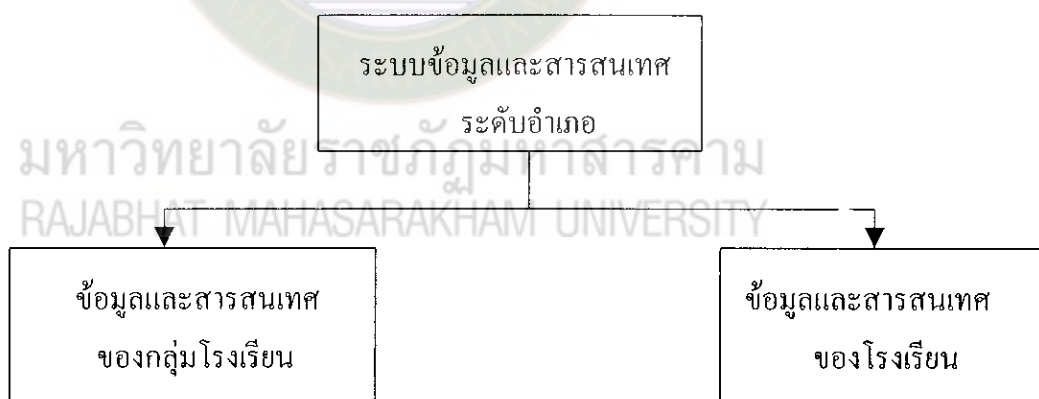 ระบบข้อมูลและสารสนเทศ
ระดับอำเภอ
มหาวิทยาลัยราชภัฏมหาสารคาม
RAJABHAT MAHASARAKHAM UNIVERSITY
ข้อมูลและสารสนเทศ
ของกลุ่มโรงเรียน
ข้อมูลและสารสนเทศ
ของโรงเรียน